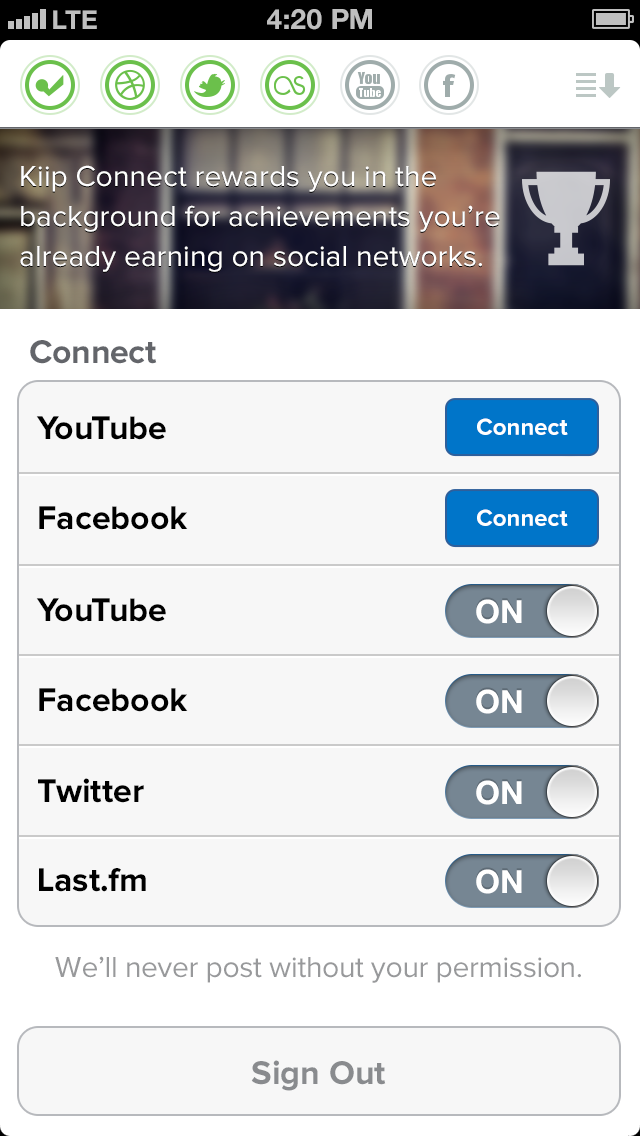 LTE 4:20 PM
You
Tube
f
Kiip Connect rewards you in the
background for achievements you’re
already earning on social networks.
Connect
YouTube Connect
Facebook Connect
YouTube ON
Facebook ON
Twitter ON
Last.fm ON
We’ll never post without your permission.
Sign Out